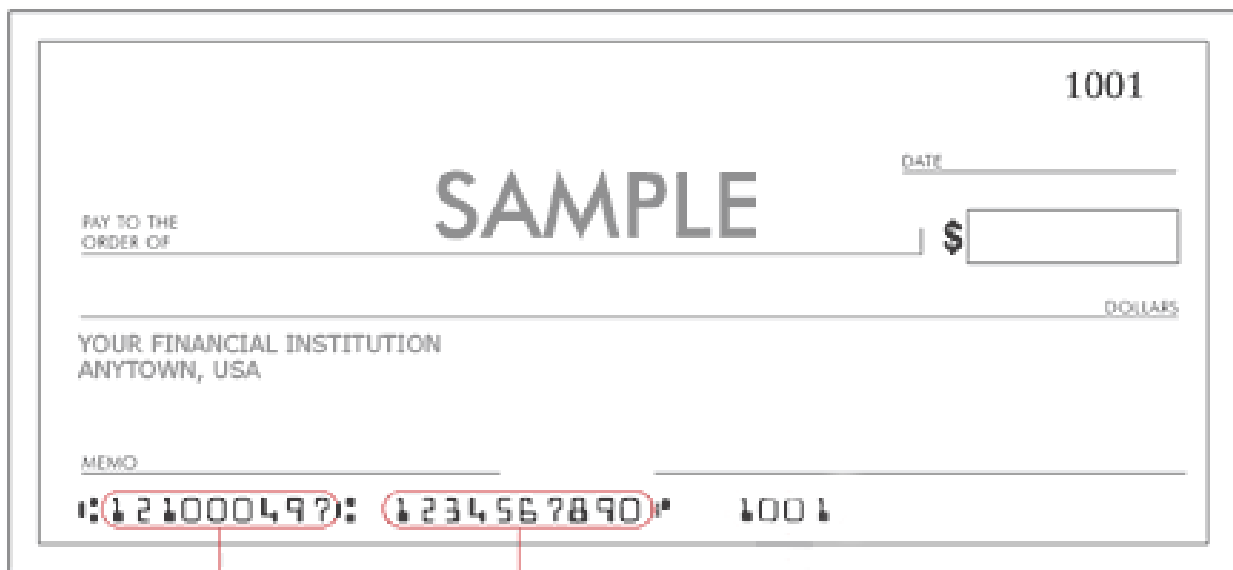 1001
DATE
SAMPLE
PAY TO THE
ORDER OF
$
DOLLARS
YOUR FINANCIAL INSTITUTION
ANYTOWN, USA
MEMO
⑆121000497⑆ 1234567890⑈ 1001